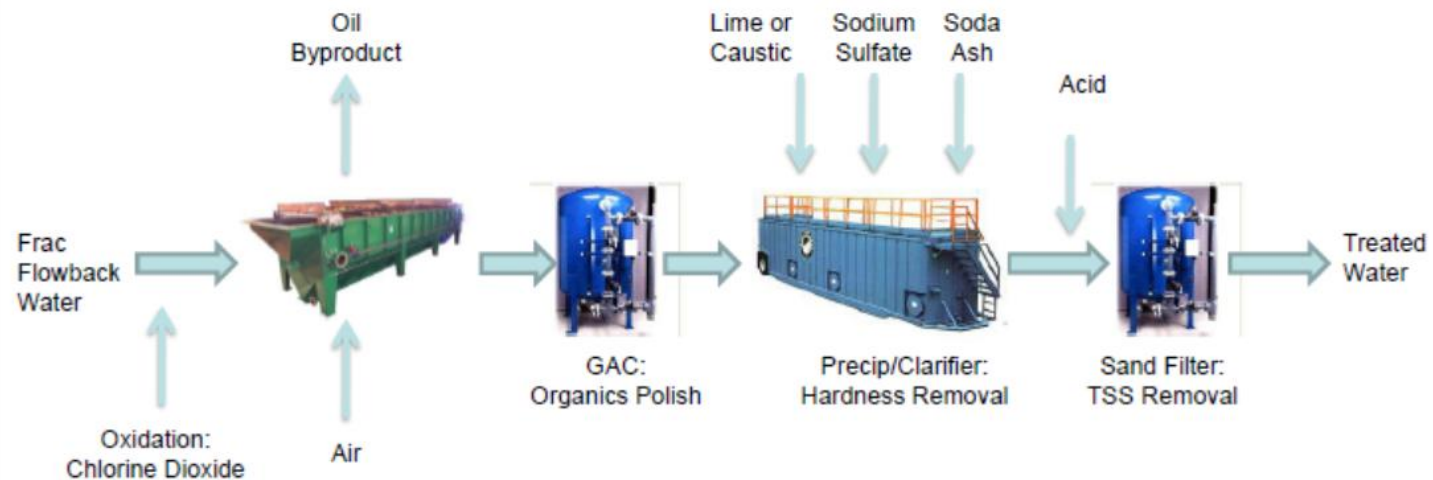 Oil
Byproduct
Lime or
Caustic
Sodium
Sulfate
Soda
Ash
Acid
Frac
Flowback
Water
Treated
Water
GAC:
Organics Polish
Precip/Clarifier:
Hardness Removal
Sand Filter:
TSS Removal
Oxidation:
Chlorine Dioxide
Air